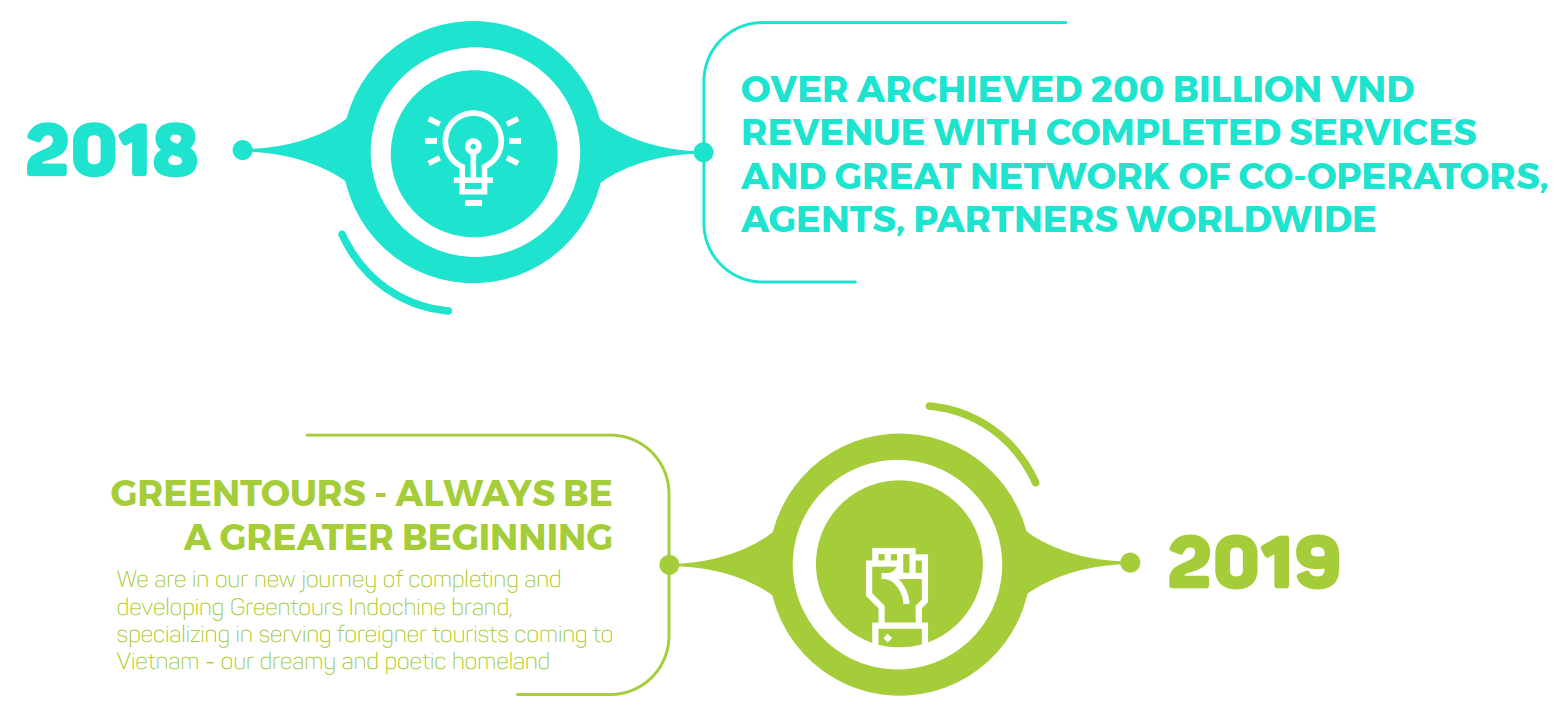 2018
OVER ARCHIEVED 200 BILLION VND
REVENUE WITH COMPLETED SERVICES
AND GREAT NETWORK OF CO-OPERATORS,
AGENTS, PARTNERS WORLDWIDE
GREENTOURS - ALWAYS BE
A GREATER BEGINNING
We are in our new journey of completing and
developing Greentours Indochine brand,
specializing in serving foreigner tourists coming to
Vietnam - our dreamy and poetic homeland
2019